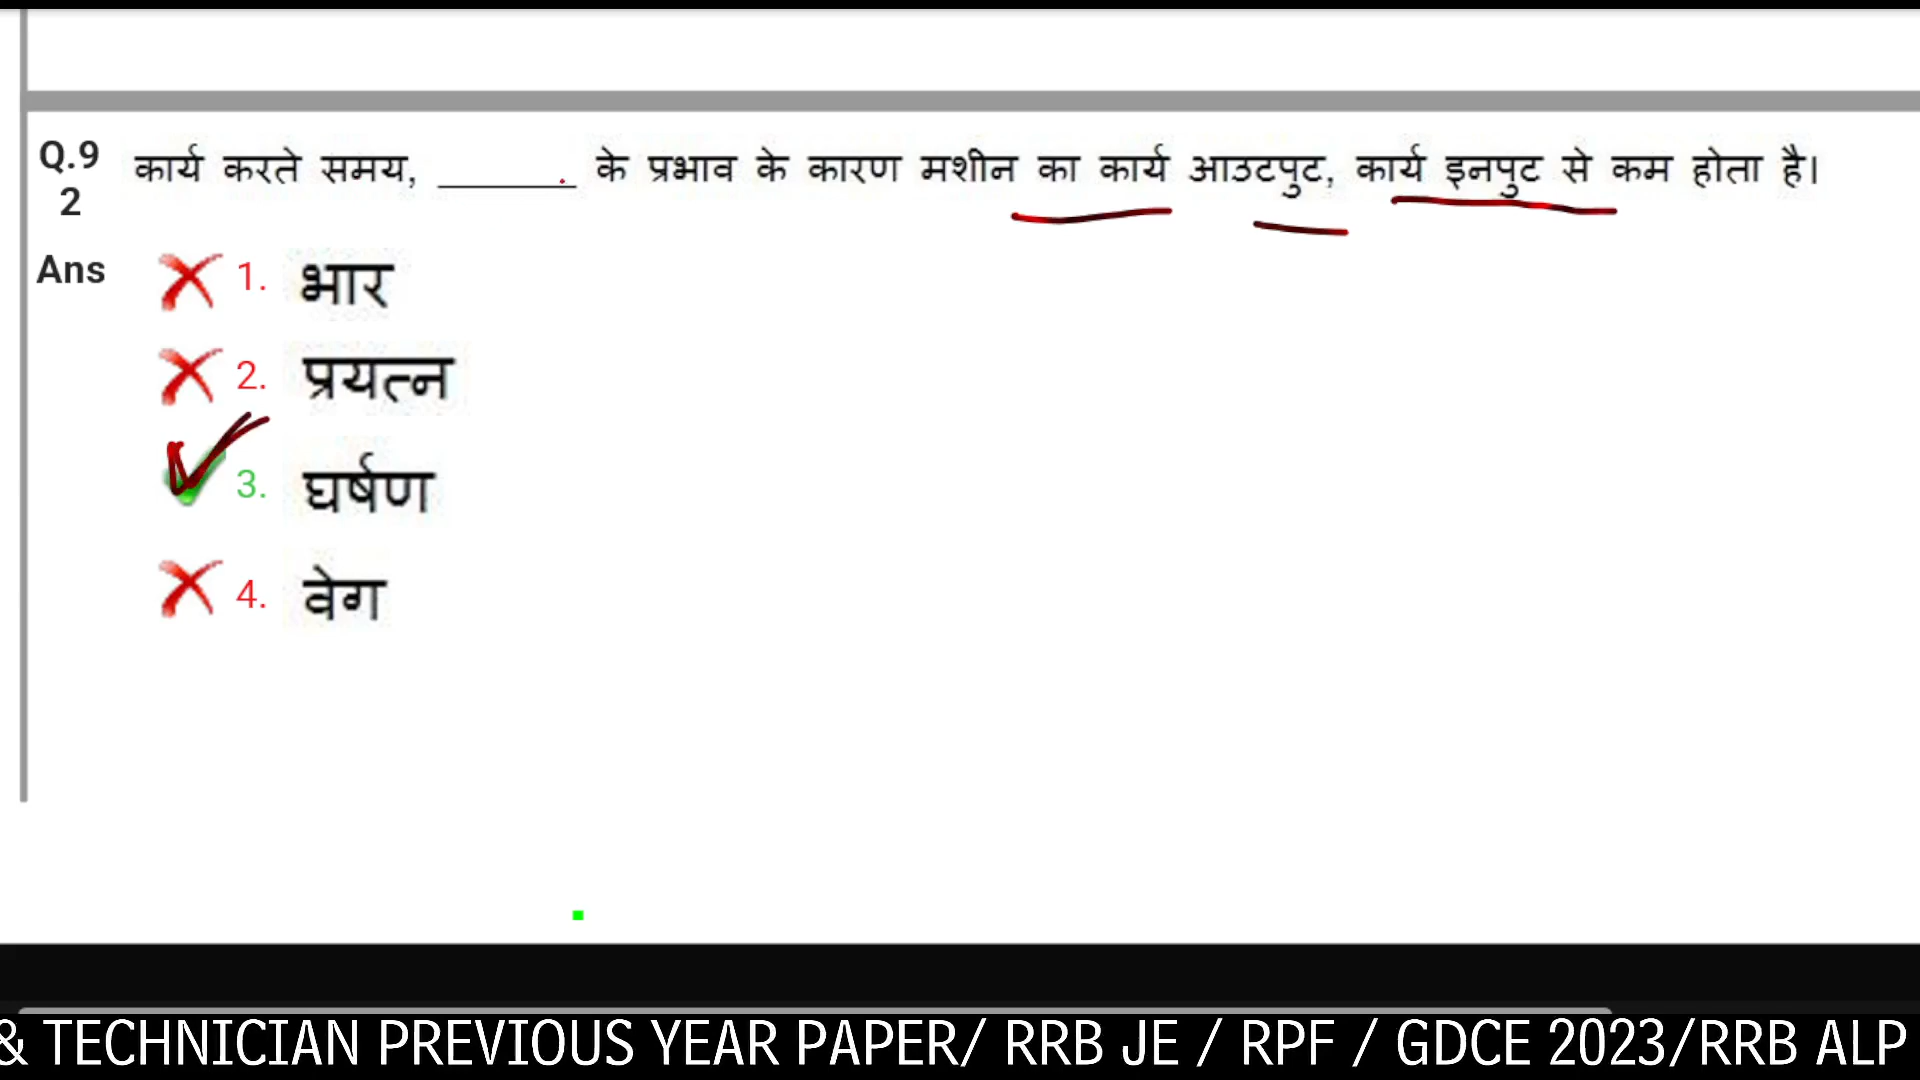 Q.9 कार्य करते समय, ________ के प्रभाव के कारण मशीन का कार्य आउटपुट, कार्य इनपुट से कम होता है।
2
Ans 1. भार
2. प्रयत्न
3. घर्षण
4. वेग
& TECHNICIAN PREVIOUS YEAR PAPER/ RRB JE / RPF / GDCE 2023/RRB ALP